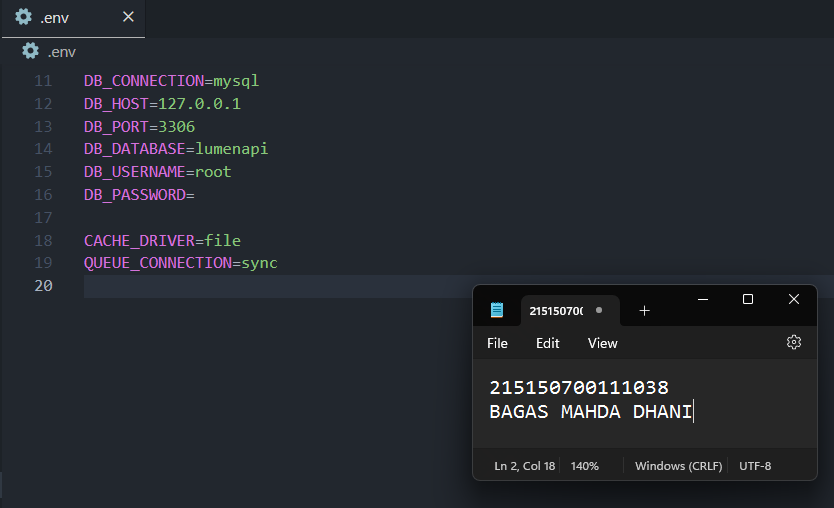 .env
.env
11 DB_CONNECTION=mysql
12 DB_HOST=127.0.0.1
13 DB_PORT=3306
14 DB_DATABASE=lumenapi
15 DB_USERNAME=root
16 DB_PASSWORD=
17
18 CACHE_DRIVER=file
19 QUEUE_CONNECTION=sync
20
21515070
File Edit View
215150700111038
BAGAS MAHDA DHANI
Ln 2, Col 18 140% Windows (CRLF) UTF-8